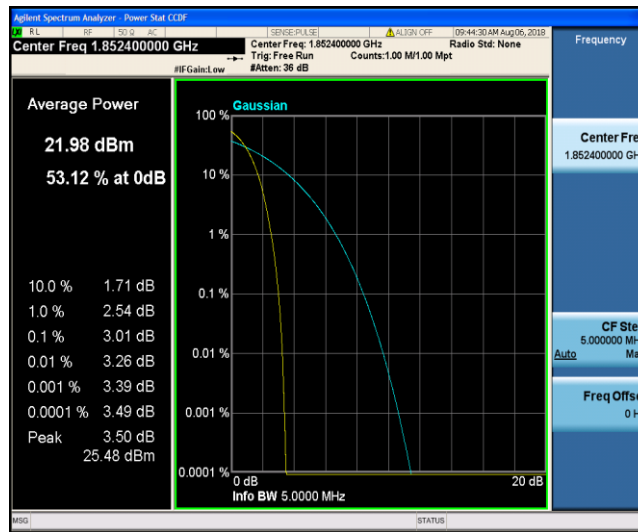 Agilent Spectrum Analyzer - Power Stat CCDF
RL RF 50 Ω AC SENSE:PULSE ALIGN OFF 09:44:30 AM Aug 06, 2018
Center Freq 1.852400000 GHz
Center Freq: 1.852400000 GHz Radio Std: None
Trig: Free Run Counts:1.00 M/1.00 Mpt
#IFGain:Low #Atten: 36 dB
Frequency
Average Power
21.98 dBm
53.12 % at 0dB
10.0 % 1.71 dB
1.0 % 2.54 dB
0.1 % 3.01 dB
0.01 % 3.26 dB
0.001 % 3.39 dB
0.0001 % 3.49 dB
Peak 3.50 dB
25.48 dBm
Gaussian
100 %
10 %
1 %
0.1 %
0.01 %
0.001 %
0.0001 %
0 dB 20 dB
Info BW 5.0000 MHz
Center Fre
1.852400000 GH
CF Ste
5.000000 MH
Auto Ma
Freq Offse
0 H
MSG STATUS